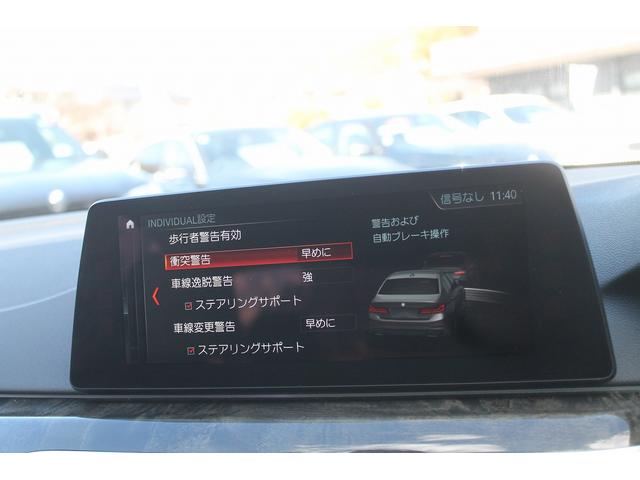 信号なし 11:40
INDIVIDUAL設定
歩行者警告有効
衝突警告 早めに
車線逸脱警告 強
ステアリングサポート
車線変更警告 早めに
ステアリングサポート
警告および
自動ブレーキ操作